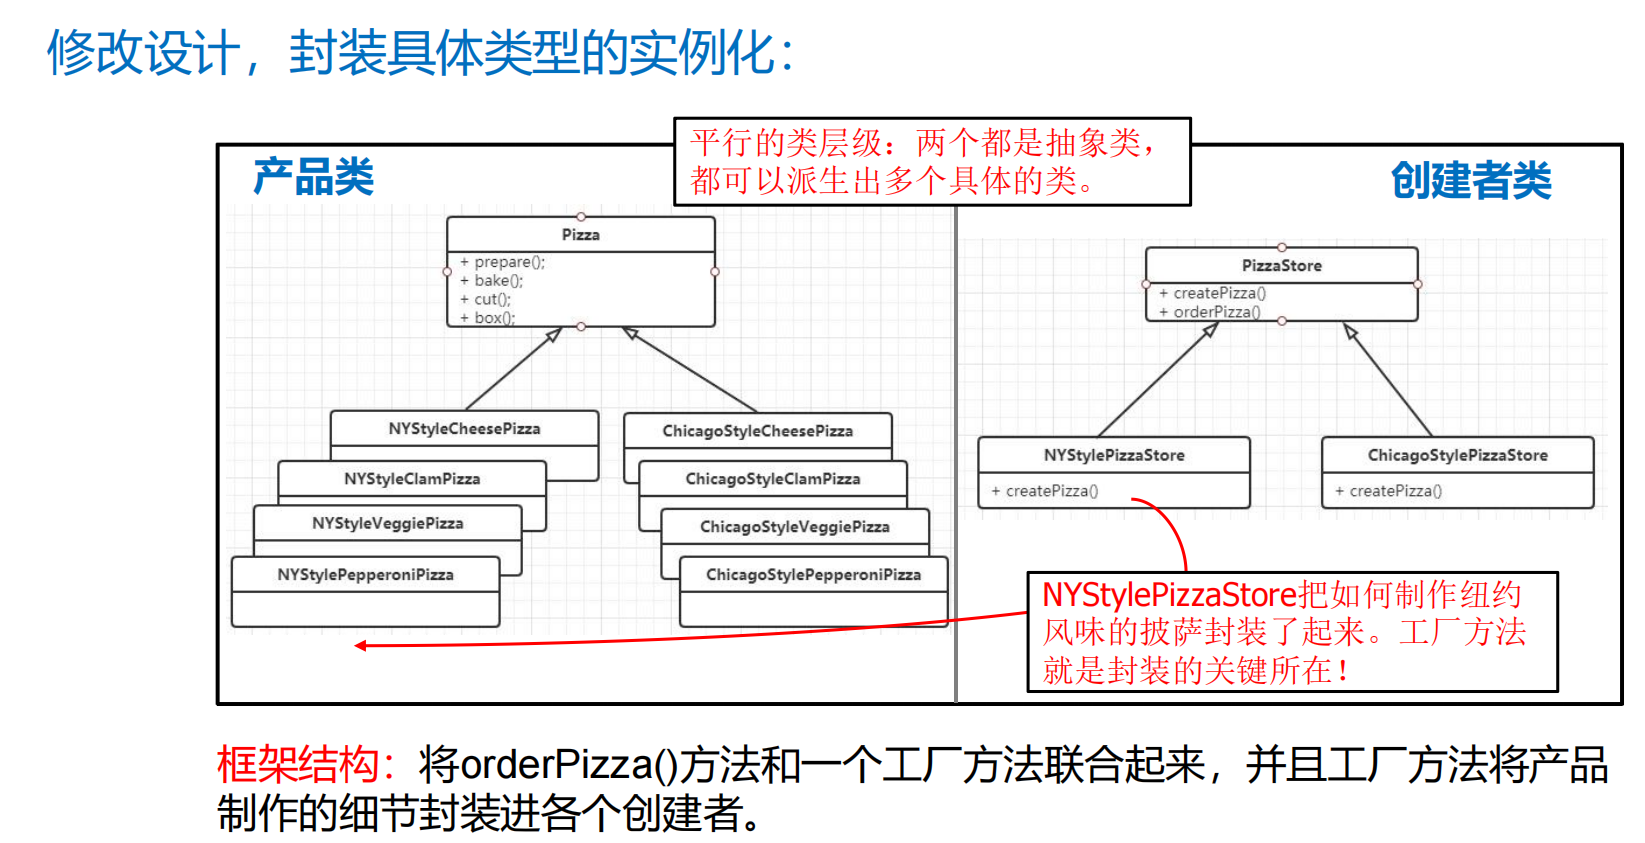 修改设计，封装具体类型的实例化：
平行的类层级：两个都是抽象类，
都可以派生出多个具体的类。
产品类
创建者类
Pizza
+ prepare();
+ bake();
+ cut();
+ box();
NYStyleCheesePizza
NYStyleClamPizza
NYStyleVeggiePizza
NYStylePepperoniPizza
ChicagoStyleCheesePizza
ChicagoStyleClamPizza
ChicagoStyleVeggiePizza
ChicagoStylePepperoniPizza
PizzaStore
+ createPizza()
+ orderPizza()
NYStylePizzaStore
+ createPizza()
ChicagoStylePizzaStore
+ createPizza()
NYStylePizzaStore把如何制作纽约
风味的披萨封装了起来。工厂方法
就是封装的关键所在！
框架结构：将orderPizza()方法和一个工厂方法联合起来，并且工厂方法将产品
制作的细节封装进各个创建者。